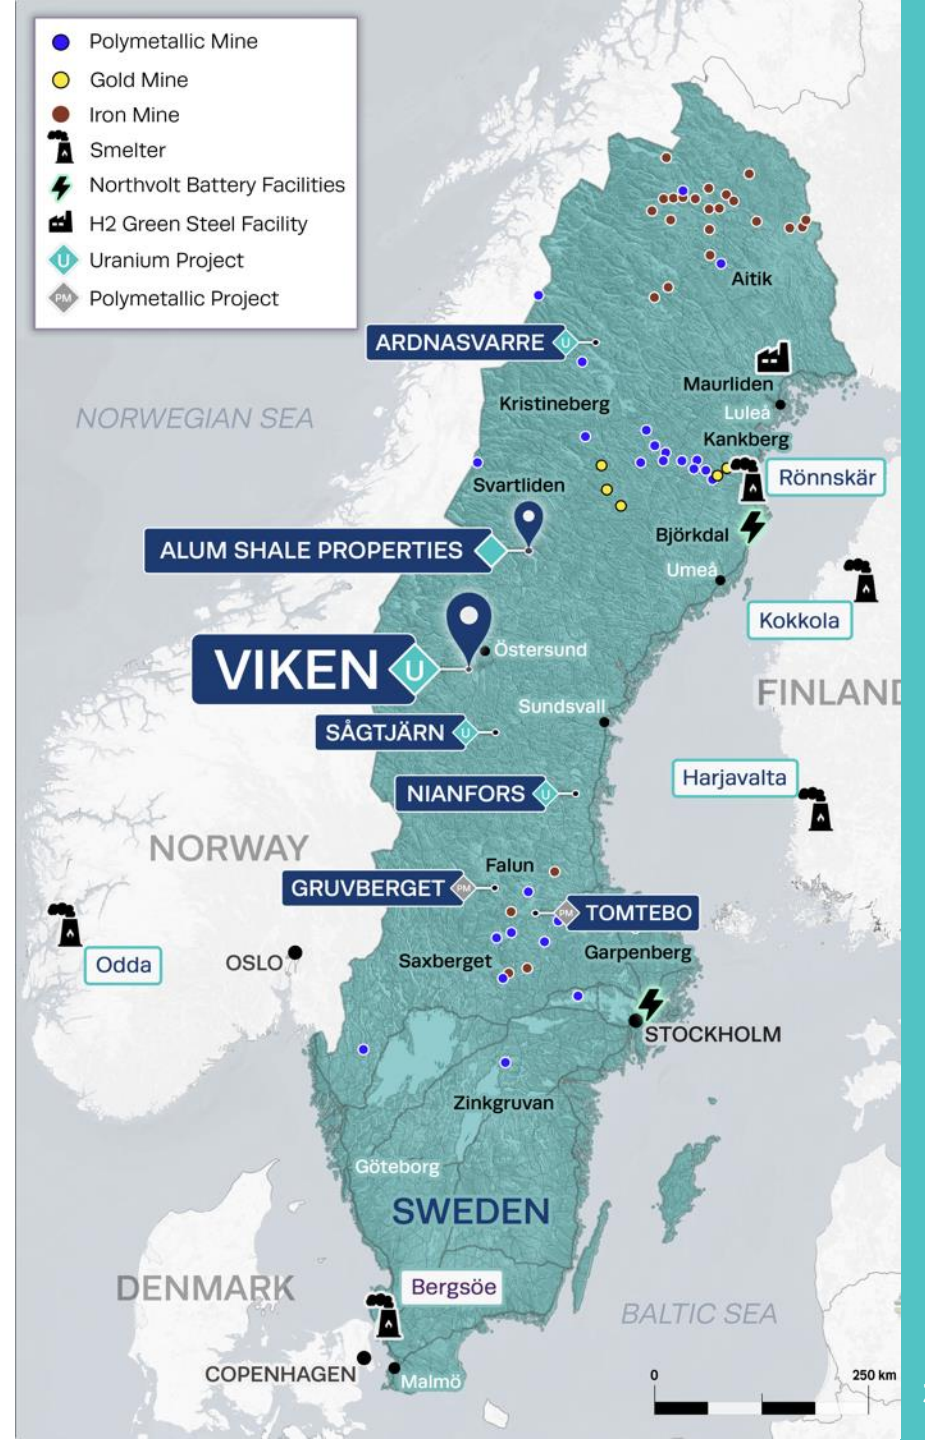 Polymetallic Mine
Gold Mine
Iron Mine
Smelter
Northvolt Battery Facilities
H2 Green Steel Facility
U Uranium Project
PM Polymetallic Project
Aitik
ARDNASVARRE U
Maurliden
Kristineberg
Luleå
NORWEGIAN SEA
Kankberg
Rönnskär
Svartliden
Björkdal
ALUM SHALE PROPERTIES
Umeå
Kokkola
Östersund
VIKEN U
FINLAND
Sundsvall
SÅGTJÄRN U
Harjavalta
NIANFORS U
NORWAY
Falun
GRUVBERGET PM
PM TOMTEBO
Garpenberg
Saxberget
OSLO
Odda
STOCKHOLM
Zinkgruvan
Göteborg
SWEDEN
DENMARK
Bergsöe
BALTIC SEA
COPENHAGEN
Malmö
0 250 km